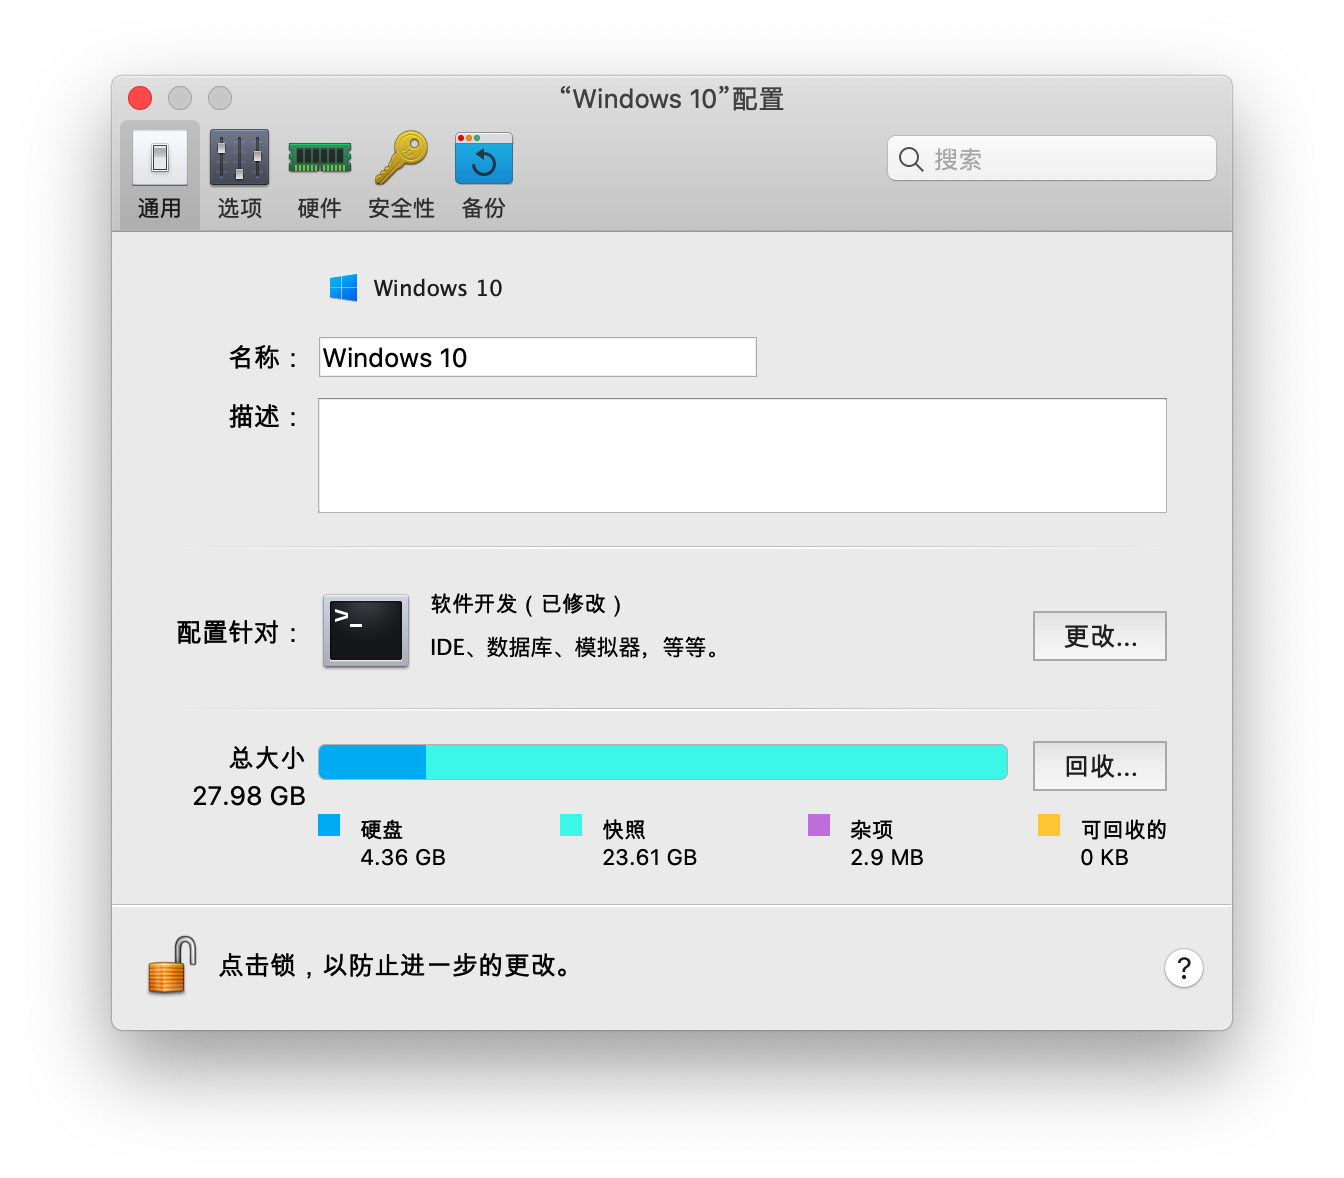 “Windows 10”配置
通用 选项 硬件 安全性 备份
搜索
Windows 10
名称：
Windows 10
描述：
配置针对：
>_
软件开发（已修改）
IDE、数据库、模拟器，等等。
更改...
总大小
27.98 GB
回收...
硬盘
4.36 GB
快照
23.61 GB
杂项
2.9 MB
可回收的
0 KB
点击锁，以防止进一步的更改。
?